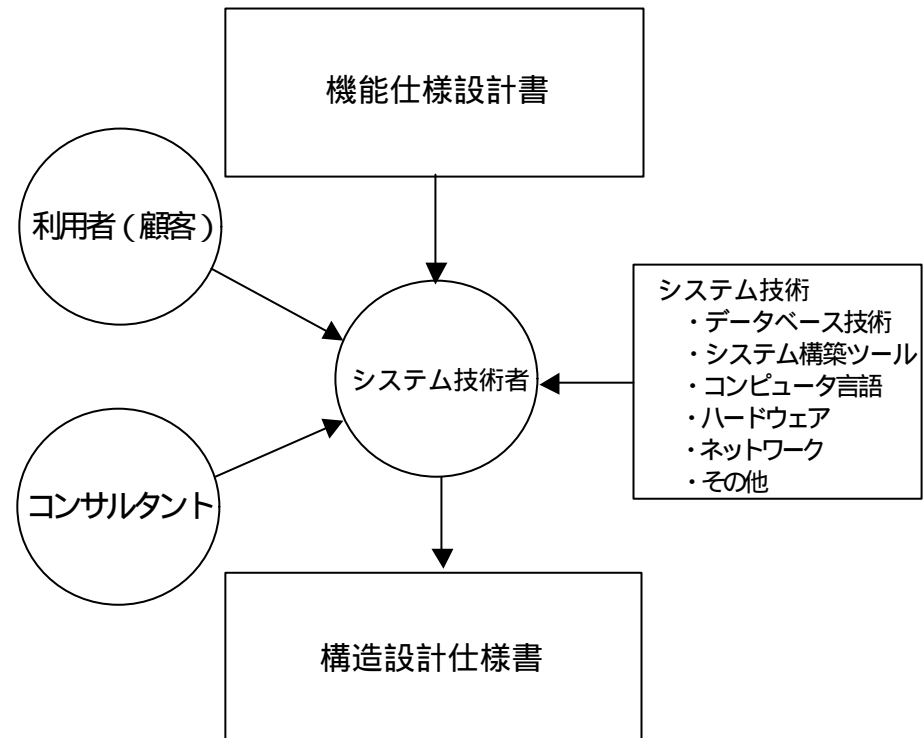 機能仕様設計書
利用者（顧客）
システム技術
・データベース技術
・システム構築ツール
・コンピュータ言語
・ハードウェア
・ネットワーク
・その他
システム技術者
コンサルタント
構造設計仕様書